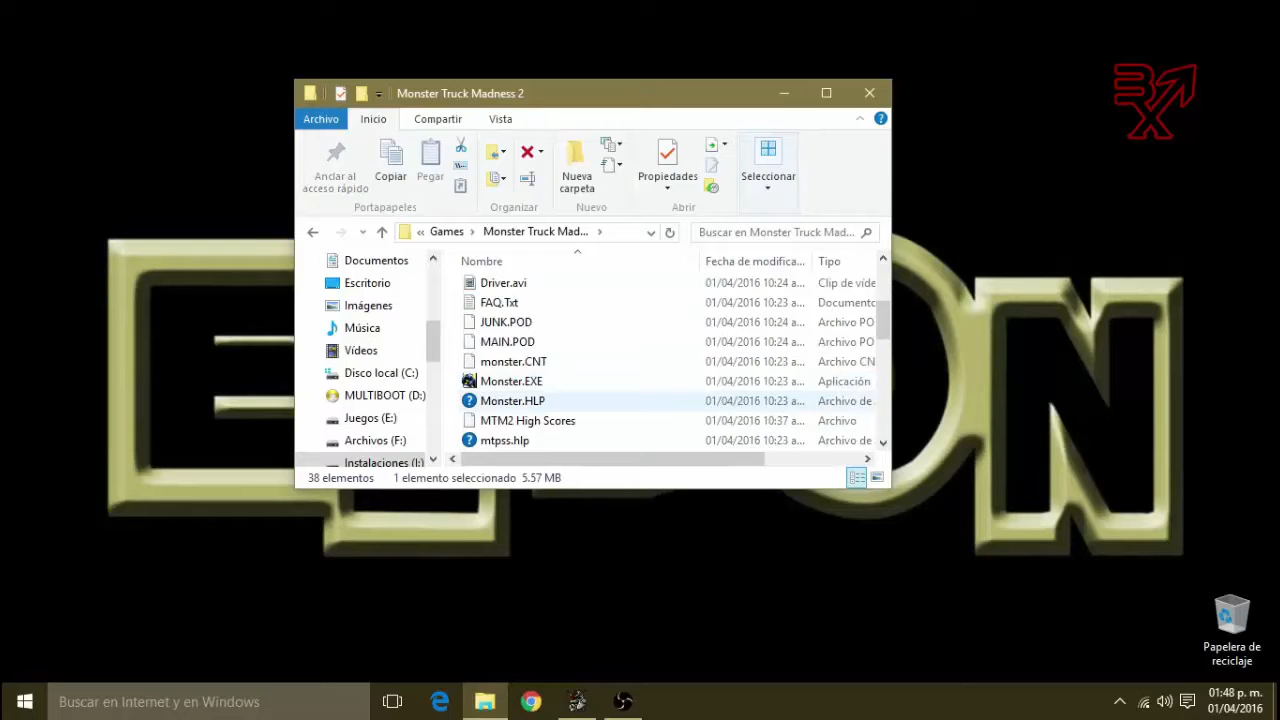 Monster Truck Madness 2
Archivo Inicio Compartir Vista
Anclar al acceso rápido
Copiar
Pegar
Nueva carpeta
Propiedades
Seleccionar
Portapapeles Organizar Nuevo Abrir
« Games Monster Truck Mad... Buscar en Monster Truck Mad...
Documentos
Escritorio
Imágenes
Música
Vídeos
Disco local (C:)
MULTIBOOT (D:)
Juegos (E:)
Archivos (F:)
Instalaciones (I:)
Nombre Fecha de modifica... Tipo
Driver.avi 01/04/2016 10:24 a... Clip de víde
FAQ.Txt 01/04/2016 10:23 a... Documento
JUNK.POD 01/04/2016 10:24 a... Archivo PO
MAIN.POD 01/04/2016 10:24 a... Archivo PO
monster.CNT 01/04/2016 10:23 a... Archivo CN
Monster.EXE 01/04/2016 10:23 a... Aplicación
Monster.HLP 01/04/2016 10:23 a... Archivo de
MTM2 High Scores 01/04/2016 10:37 a... Archivo
mtpss.hlp 01/04/2016 10:23 a... Archivo de
38 elementos 1 elemento seleccionado 5.57 MB
Papelera de
reciclaje
Buscar en Internet y en Windows
01:48 p. m.
01/04/2016